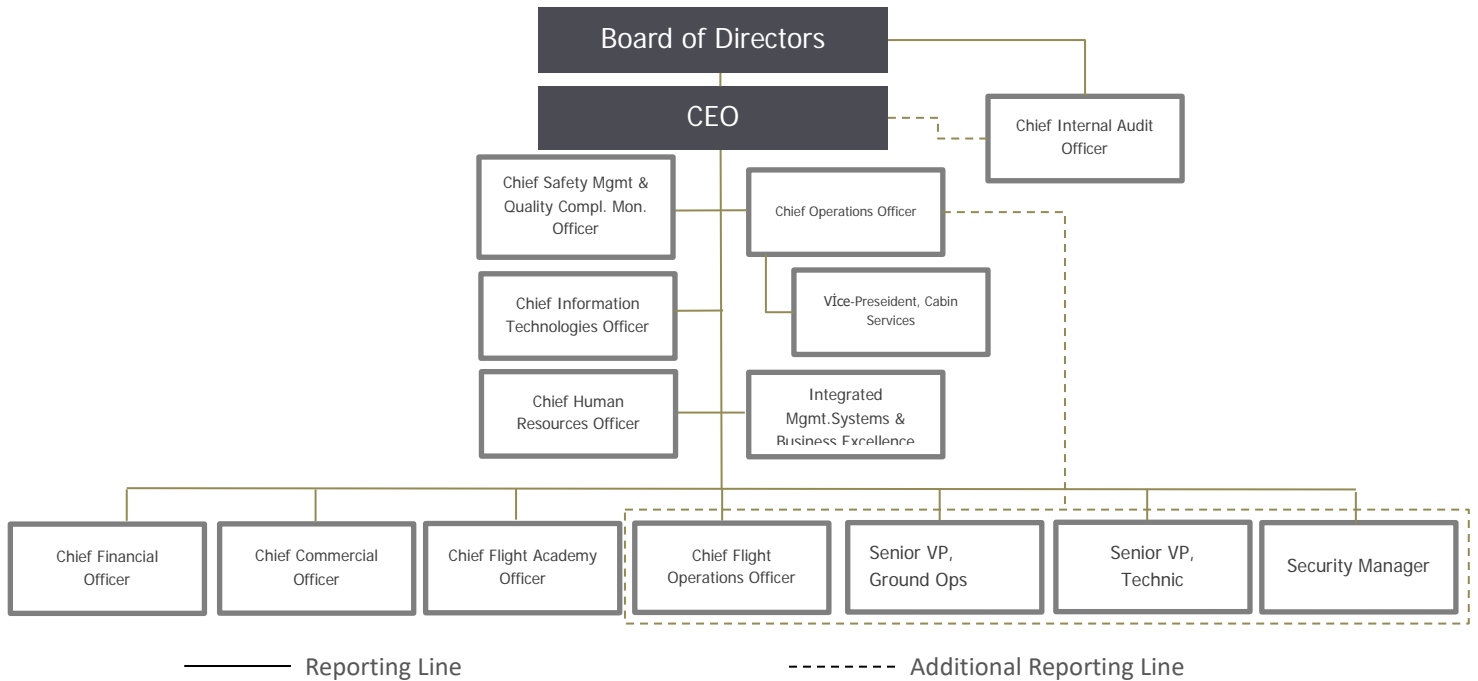 Board of Directors
CEO
Chief Internal Audit
Officer
Chief Safety Mgmt &
Quality Compl. Mon.
Officer
Chief Operations Officer
Chief Information
Technologies Officer
Vİce-Preseident, Cabin
Services
Chief Human
Resources Officer
Integrated
Mgmt.Systems &
Business Excellence
Chief Financial
Officer
Chief Commercial
Officer
Chief Flight Academy
Officer
Chief Flight
Operations Officer
Senior VP,
Ground Ops
Senior VP,
Technic
Security Manager
Reporting Line
Additional Reporting Line